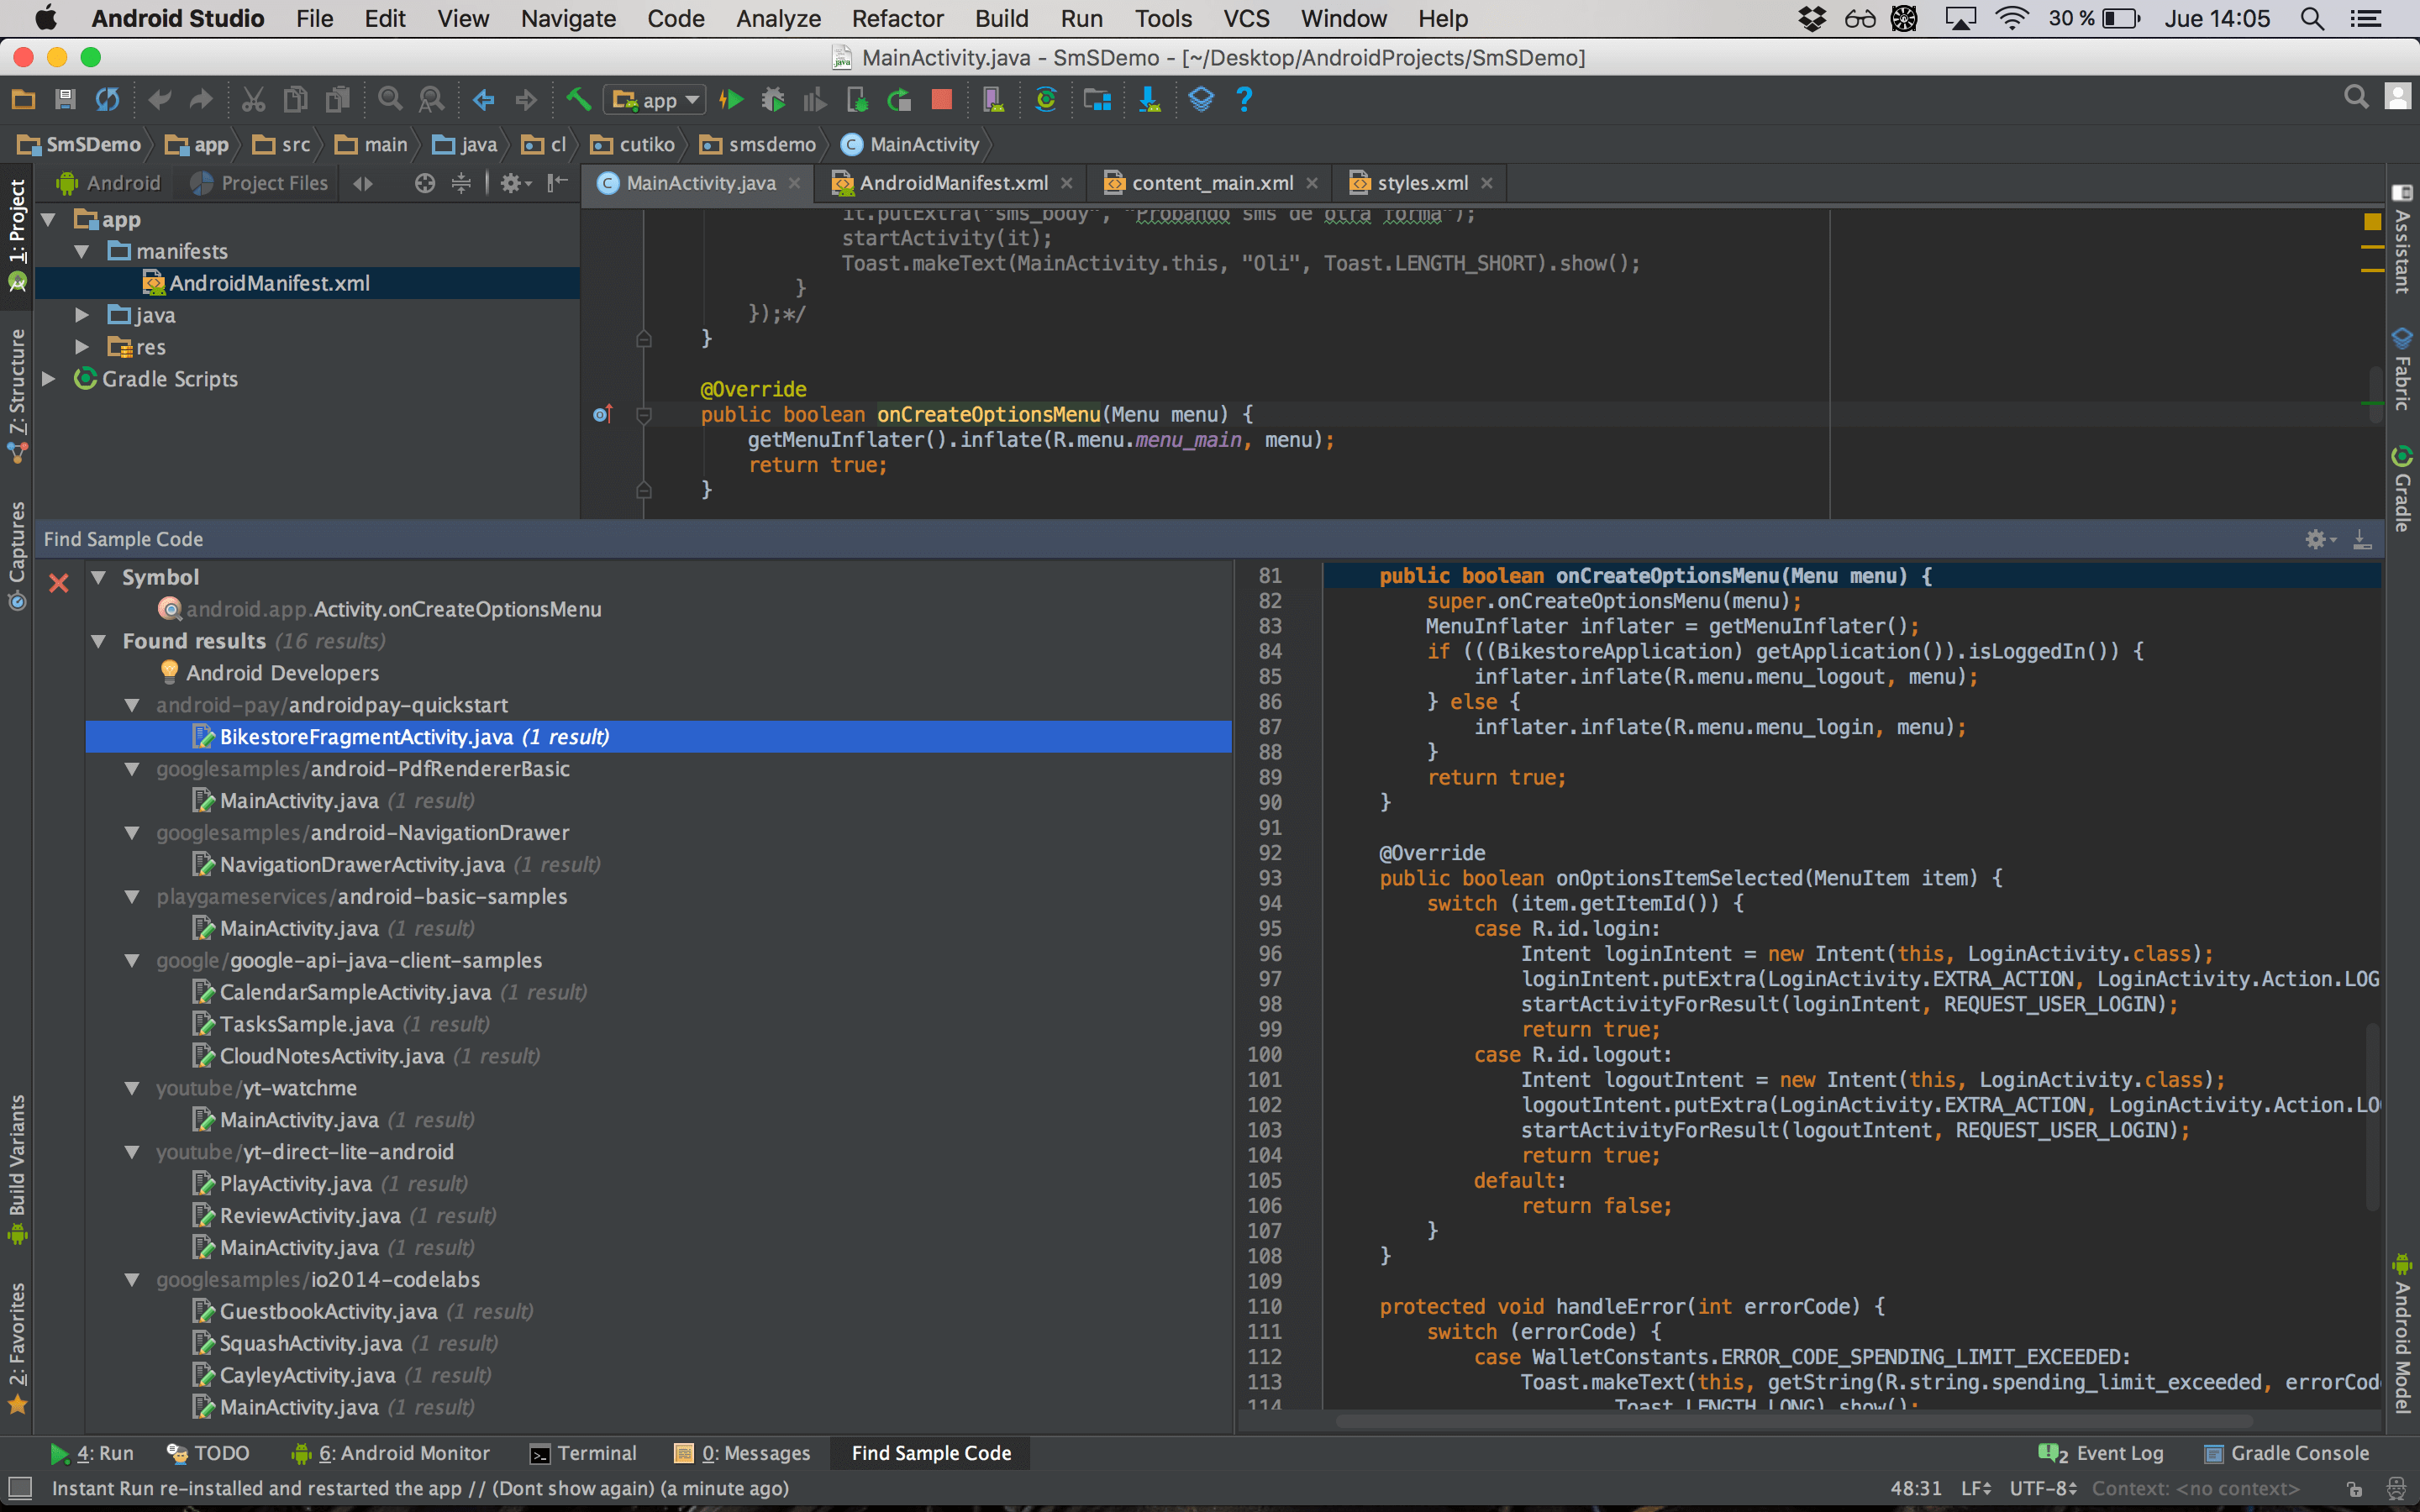 Android Studio File Edit View Navigate Code Analyze Refactor Build Run Tools VCS Window Help 30 % Jue 14:05
MainActivity.java - SmSDemo - [~/Desktop/AndroidProjects/SmSDemo]
app
SmSDemo app src main java cl cutiko smsdemo MainActivity
Android Project Files
MainActivity.java AndroidManifest.xml content_main.xml styles.xml
1: Project
Z: Structure
Captures
Build Variants
2: Favorites
app
manifests
AndroidManifest.xml
java
res
Gradle Scripts
it.putExtra("sms_body", "Probando sms de otra forma");
startActivity(it);
Toast.makeText(MainActivity.this, "Oli", Toast.LENGTH_SHORT).show();
}
});*/
}
@Override
public boolean onCreateOptionsMenu(Menu menu) {
getMenuInflater().inflate(R.menu.menu_main, menu);
return true;
}
Assistant
Fabric
Gradle
Android Model
Find Sample Code
Symbol
android.app.Activity.onCreateOptionsMenu
Found results (16 results)
Android Developers
android-pay/androidpay-quickstart
BikestoreFragmentActivity.java (1 result)
googlesamples/android-PdfRendererBasic
MainActivity.java (1 result)
googlesamples/android-NavigationDrawer
NavigationDrawerActivity.java (1 result)
playgameservices/android-basic-samples
MainActivity.java (1 result)
google/google-api-java-client-samples
CalendarSampleActivity.java (1 result)
TasksSample.java (1 result)
CloudNotesActivity.java (1 result)
youtube/yt-watchme
MainActivity.java (1 result)
youtube/yt-direct-lite-android
PlayActivity.java (1 result)
ReviewActivity.java (1 result)
MainActivity.java (1 result)
googlesamples/io2014-codelabs
GuestbookActivity.java (1 result)
SquashActivity.java (1 result)
CayleyActivity.java (1 result)
MainActivity.java (1 result)
81 public boolean onCreateOptionsMenu(Menu menu) {
82 super.onCreateOptionsMenu(menu);
83 MenuInflater inflater = getMenuInflater();
84 if (((BikestoreApplication) getApplication()).isLoggedIn()) {
85 inflater.inflate(R.menu.menu_logout, menu);
86 } else {
87 inflater.inflate(R.menu.menu_login, menu);
88 }
89 return true;
90 }
91
92 @Override
93 public boolean onOptionsItemSelected(MenuItem item) {
94 switch (item.getItemId()) {
95 case R.id.login:
96 Intent loginIntent = new Intent(this, LoginActivity.class);
97 loginIntent.putExtra(LoginActivity.EXTRA_ACTION, LoginActivity.Action.LOG
98 startActivityForResult(loginIntent, REQUEST_USER_LOGIN);
99 return true;
100 case R.id.logout:
101 Intent logoutIntent = new Intent(this, LoginActivity.class);
102 logoutIntent.putExtra(LoginActivity.EXTRA_ACTION, LoginActivity.Action.LO
103 startActivityForResult(logoutIntent, REQUEST_USER_LOGIN);
104 return true;
105 default:
106 return false;
107 }
108 }
109
110 protected void handleError(int errorCode) {
111 switch (errorCode) {
112 case WalletConstants.ERROR_CODE_SPENDING_LIMIT_EXCEEDED:
113 Toast.makeText(this, getString(R.string.spending_limit_exceeded, errorCod
114 Toast.LENGTH_LONG).show();
4: Run TODO 6: Android Monitor Terminal 0: Messages Find Sample Code 2 Event Log Gradle Console
Instant Run re-installed and restarted the app // (Dont show again) (a minute ago) 48:31 LF UTF-8 Context: <no context>